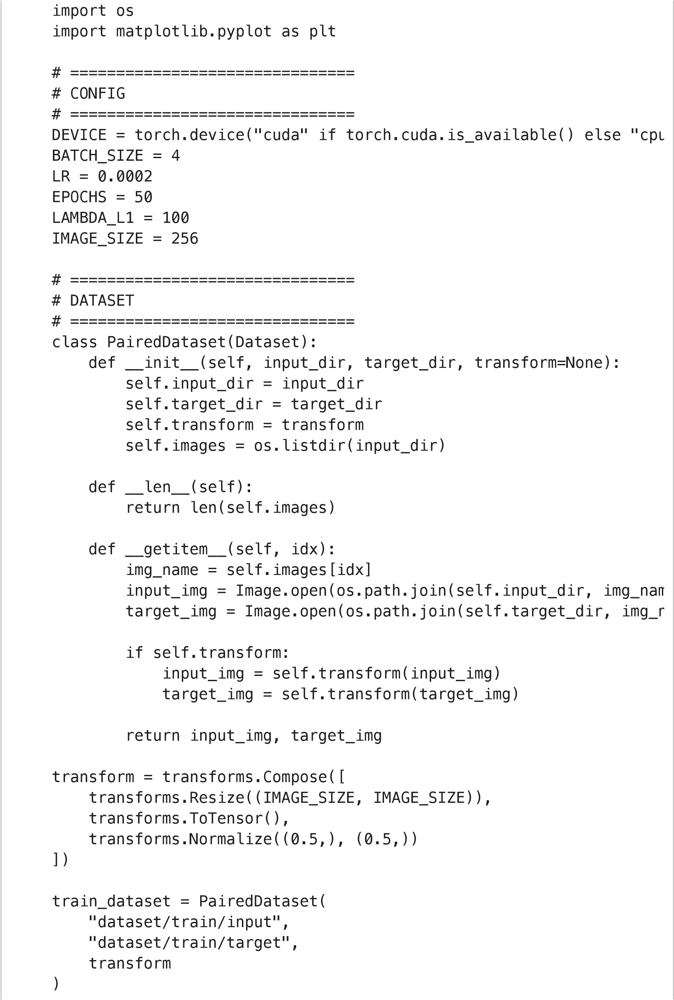 import os
import matplotlib.pyplot as plt
# ===============================
# CONFIG
# ===============================
DEVICE = torch.device("cuda" if torch.cuda.is_available() else "cpu
BATCH_SIZE = 4
LR = 0.0002
EPOCHS = 50
LAMBDA_L1 = 100
IMAGE_SIZE = 256
# ===============================
# DATASET
# ===============================
class PairedDataset(Dataset):
    def __init__(self, input_dir, target_dir, transform=None):
        self.input_dir = input_dir
        self.target_dir = target_dir
        self.transform = transform
        self.images = os.listdir(input_dir)
    def __len__(self):
        return len(self.images)
    def __getitem__(self, idx):
        img_name = self.images[idx]
        input_img = Image.open(os.path.join(self.input_dir, img_nam
        target_img = Image.open(os.path.join(self.target_dir, img_
        if self.transform:
            input_img = self.transform(input_img)
            target_img = self.transform(target_img)
        return input_img, target_img
transform = transforms.Compose([
    transforms.Resize((IMAGE_SIZE, IMAGE_SIZE)),
    transforms.ToTensor(),
    transforms.Normalize((0.5,), (0.5,))
])
train_dataset = PairedDataset(
    "dataset/train/input",
    "dataset/train/target",
    transform
)